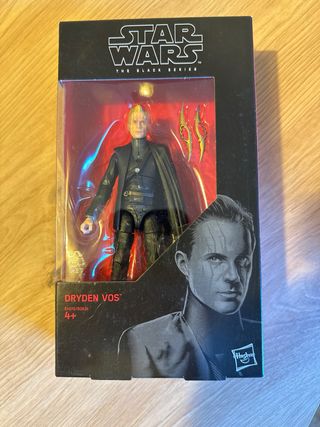 STAR
WARS
THE BLACK SERIES
DRYDEN VOS
4+
Hasbro